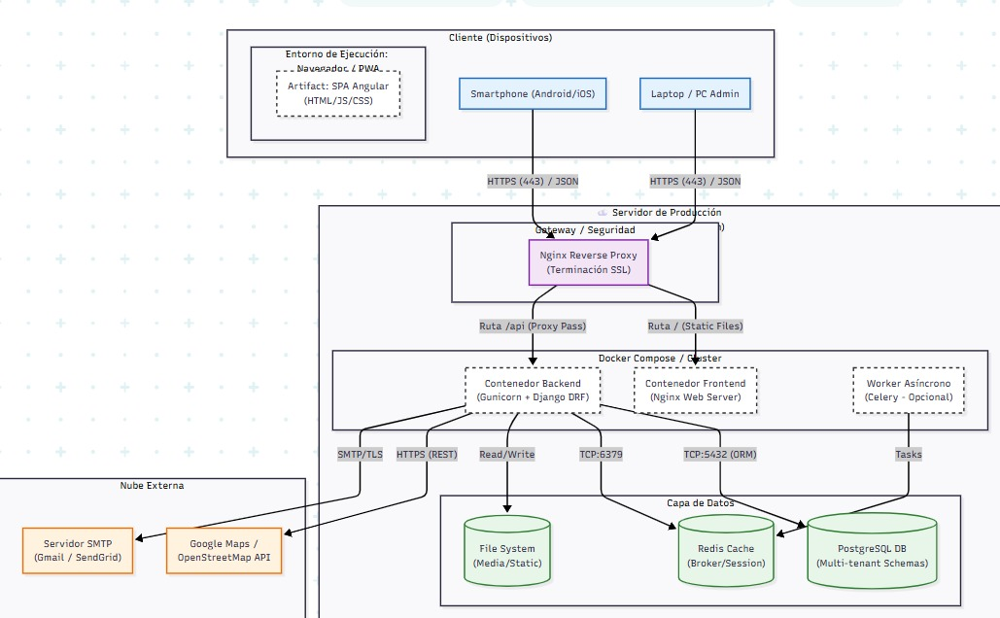 Cliente (Dispositivos)
Entorno de Ejecución:
Navegador / PWA
Artifact: SPA Angular
(HTML/JS/CSS)
Smartphone (Android/iOS)
Laptop / PC Admin
HTTPS (443) / JSON
HTTPS (443) / JSON
Servidor de Producción
Gateway / Seguridad
Nginx Reverse Proxy
(Terminación SSL)
Ruta /api (Proxy Pass)
Ruta / (Static Files)
Docker Compose / Cluster
Contenedor Backend
(Gunicorn + Django DRF)
Contenedor Frontend
(Nginx Web Server)
Worker Asíncrono
(Celery - Opcional)
SMTP/TLS
HTTPS (REST)
Read/Write
TCP:6379
TCP:5432 (ORM)
Tasks
Nube Externa
Servidor SMTP
(Gmail / SendGrid)
Google Maps /
OpenStreetMap API
Capa de Datos
File System
(Media/Static)
Redis Cache
(Broker/Session)
PostgreSQL DB
(Multi-tenant Schemas)